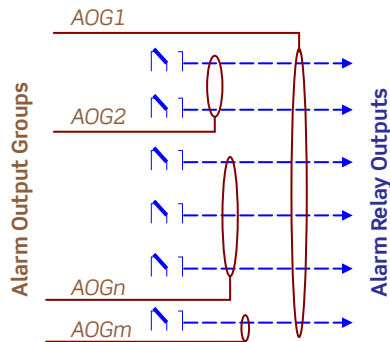 AOG1
AOG2
AOGn
AOGm
Alarm Output Groups
Alarm Relay Outputs